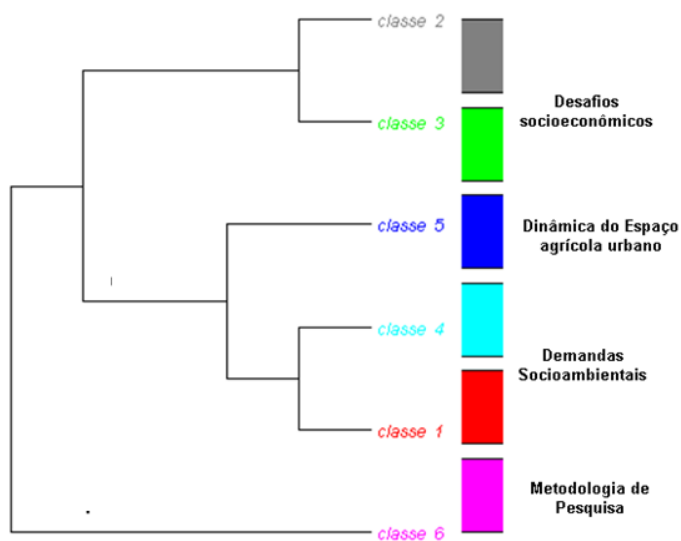 classe 2
Desafios
socioeconômicos
classe 3
classe 5
Dinâmica do Espaço
agrícola urbano
classe 4
Demandas
Socioambientais
classe 1
Metodologia de
Pesquisa
classe 6